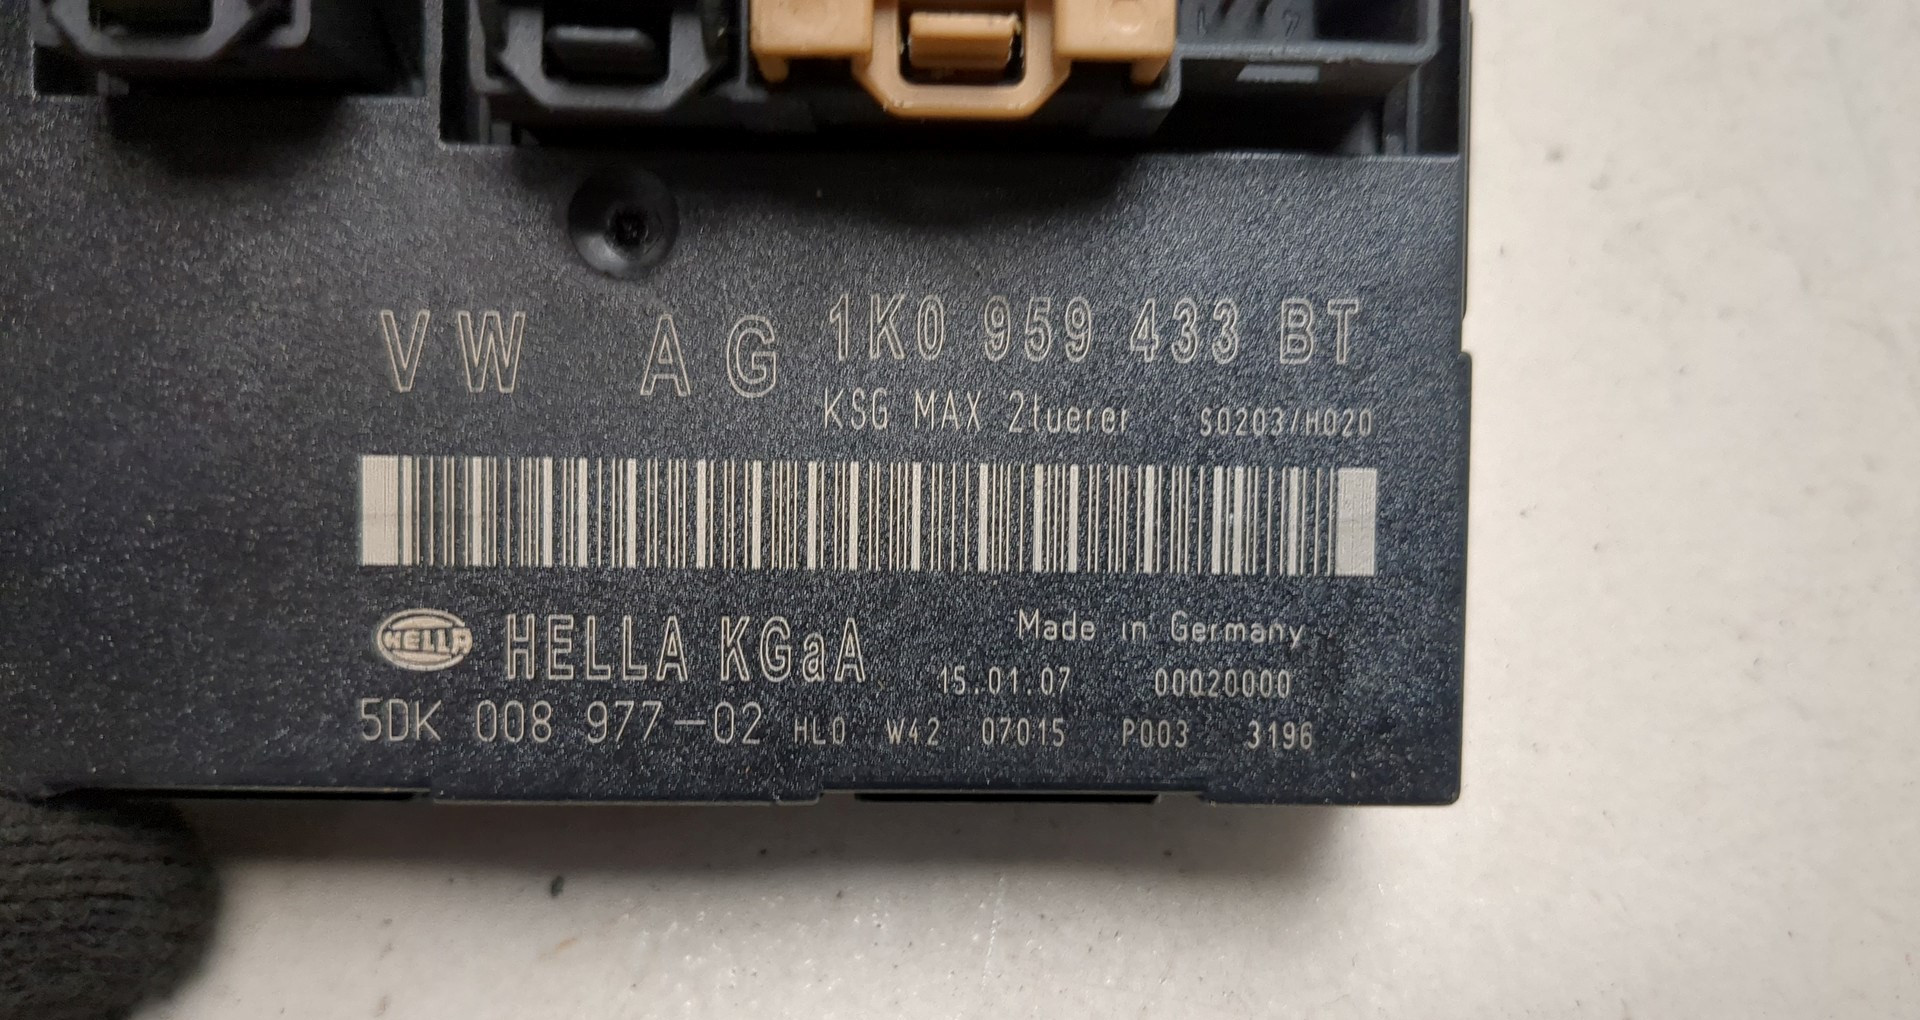 VW AG 1K0 959 433 BT
KSG MAX 2tuerer S0203/H020
HELLA HELLA KGaA Made in Germany
15.01.07 00020000
5DK 008 977-02 HLO W42 07015 P003 3196